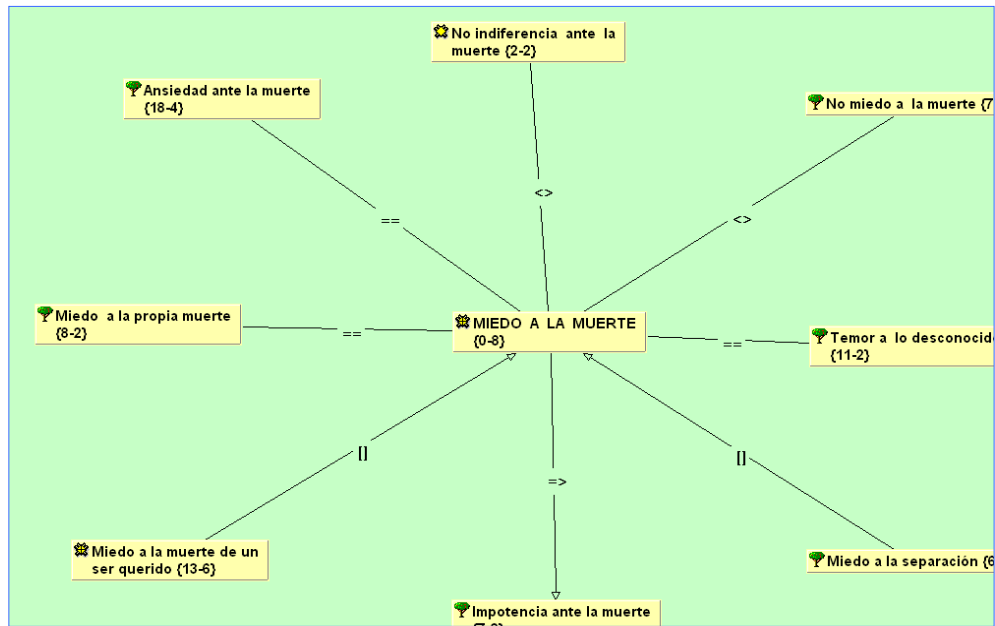 No indiferencia ante la
muerte {2-2}
Ansiedad ante la muerte
{18-4}
No miedo a la muerte {7
<>
<>
==
Miedo a la propia muerte
{8-2}
==
MIEDO A LA MUERTE
{0-8}
==
Temor a lo desconocid
{11-2}
[]
[]
=>
Miedo a la muerte de un
ser querido {13-6}
Miedo a la separación {6
Impotencia ante la muerte